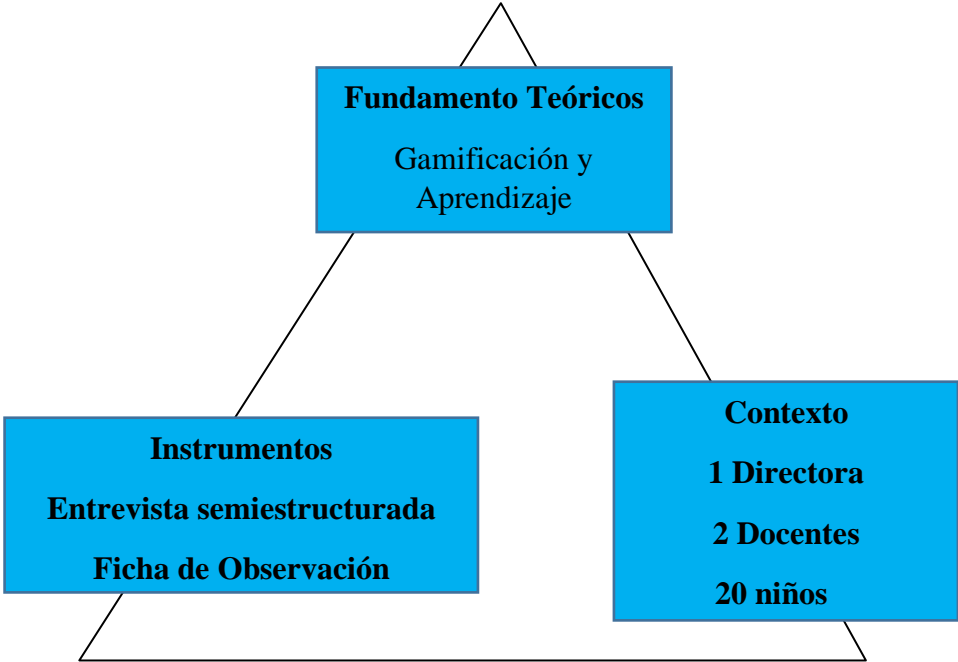 Fundamento Teóricos
Gamificación y
Aprendizaje
Instrumentos
Entrevista semiestructurada
Ficha de Observación
Contexto
1 Directora
2 Docentes
20 niños